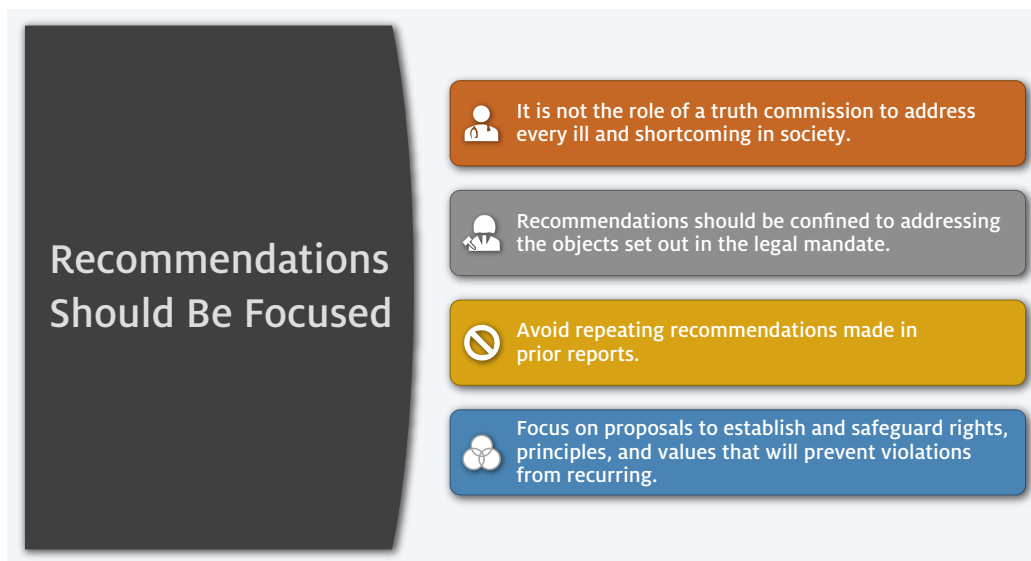 Recommendations
Should Be Focused
It is not the role of a truth commission to address
every ill and shortcoming in society.
Recommendations should be confined to addressing
the objects set out in the legal mandate.
Avoid repeating recommendations made in
prior reports.
Focus on proposals to establish and safeguard rights,
principles, and values that will prevent violations
from recurring.